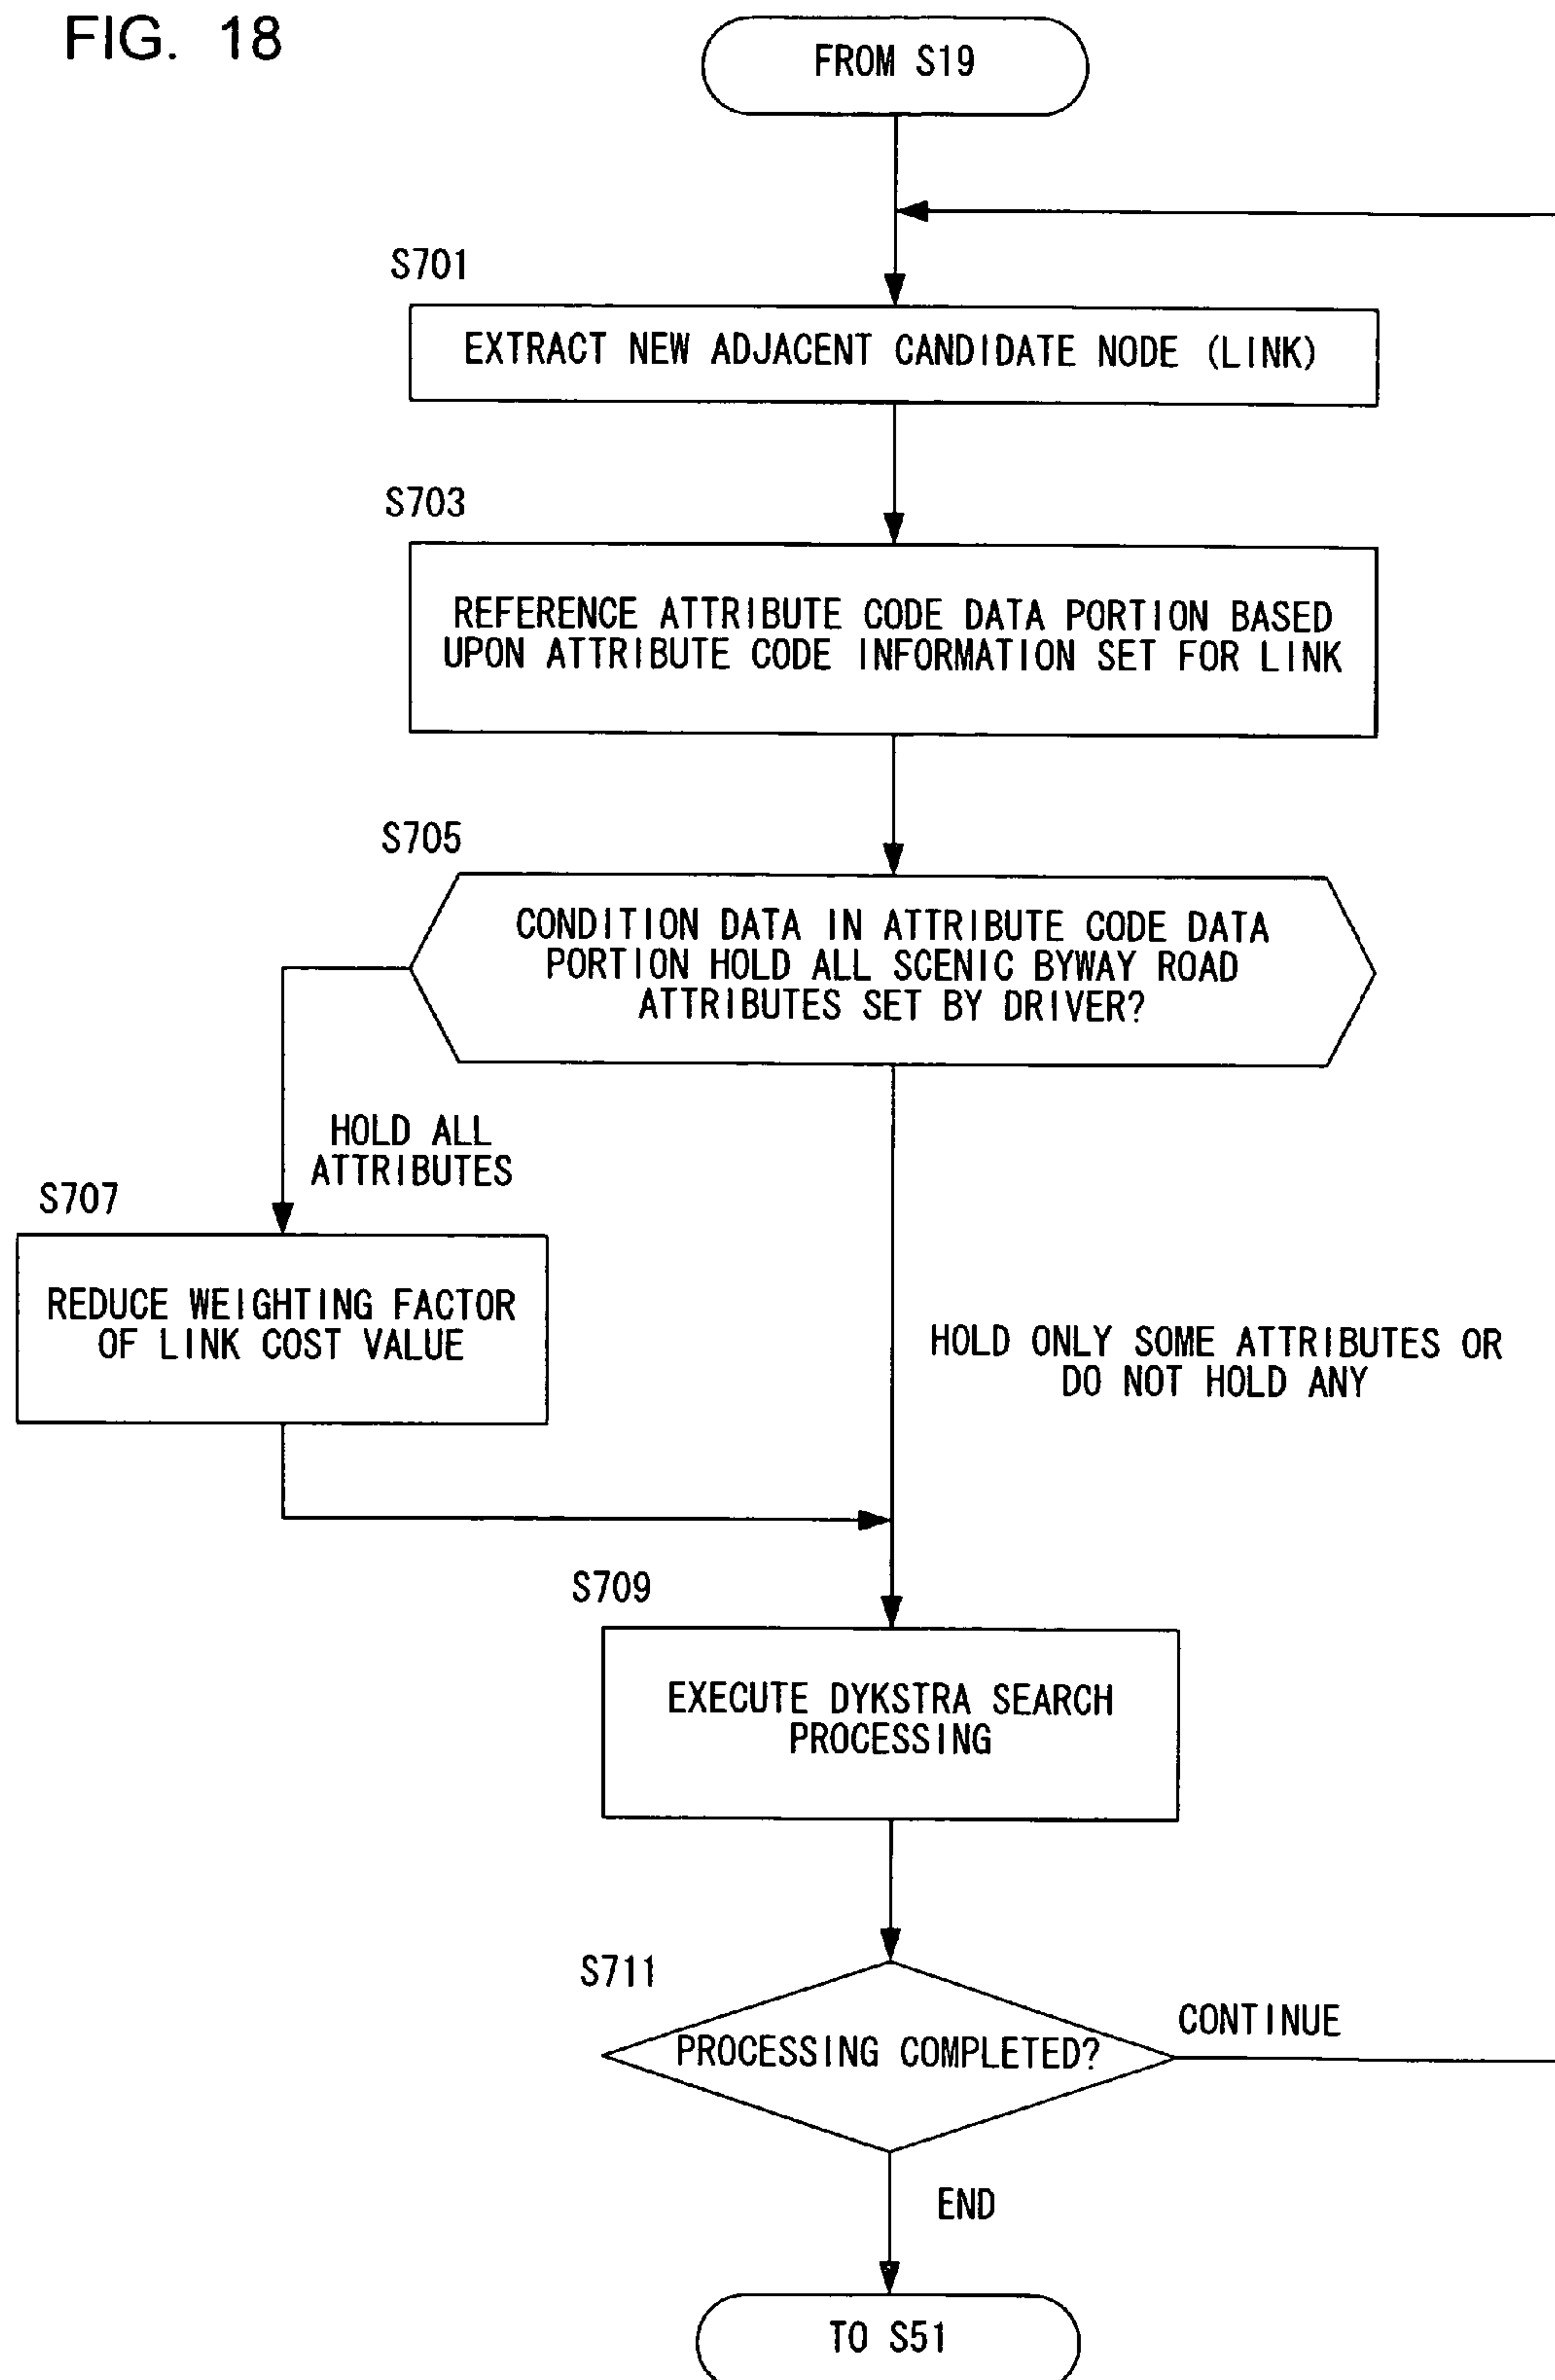 FIG. 18
FROM S19
S701
EXTRACT NEW ADJACENT CANDIDATE NODE (LINK)
S703
REFERENCE ATTRIBUTE CODE DATA PORTION BASED
UPON ATTRIBUTE CODE INFORMATION SET FOR LINK
S705
CONDITION DATA IN ATTRIBUTE CODE DATA
PORTION HOLD ALL SCENIC BYWAY ROAD
ATTRIBUTES SET BY DRIVER?
HOLD ALL
ATTRIBUTES
S707
REDUCE WEIGHTING FACTOR
OF LINK COST VALUE
HOLD ONLY SOME ATTRIBUTES OR
DO NOT HOLD ANY
S709
EXECUTE DYKSTRA SEARCH
PROCESSING
S711
PROCESSING COMPLETED?
CONTINUE
END
TO S51